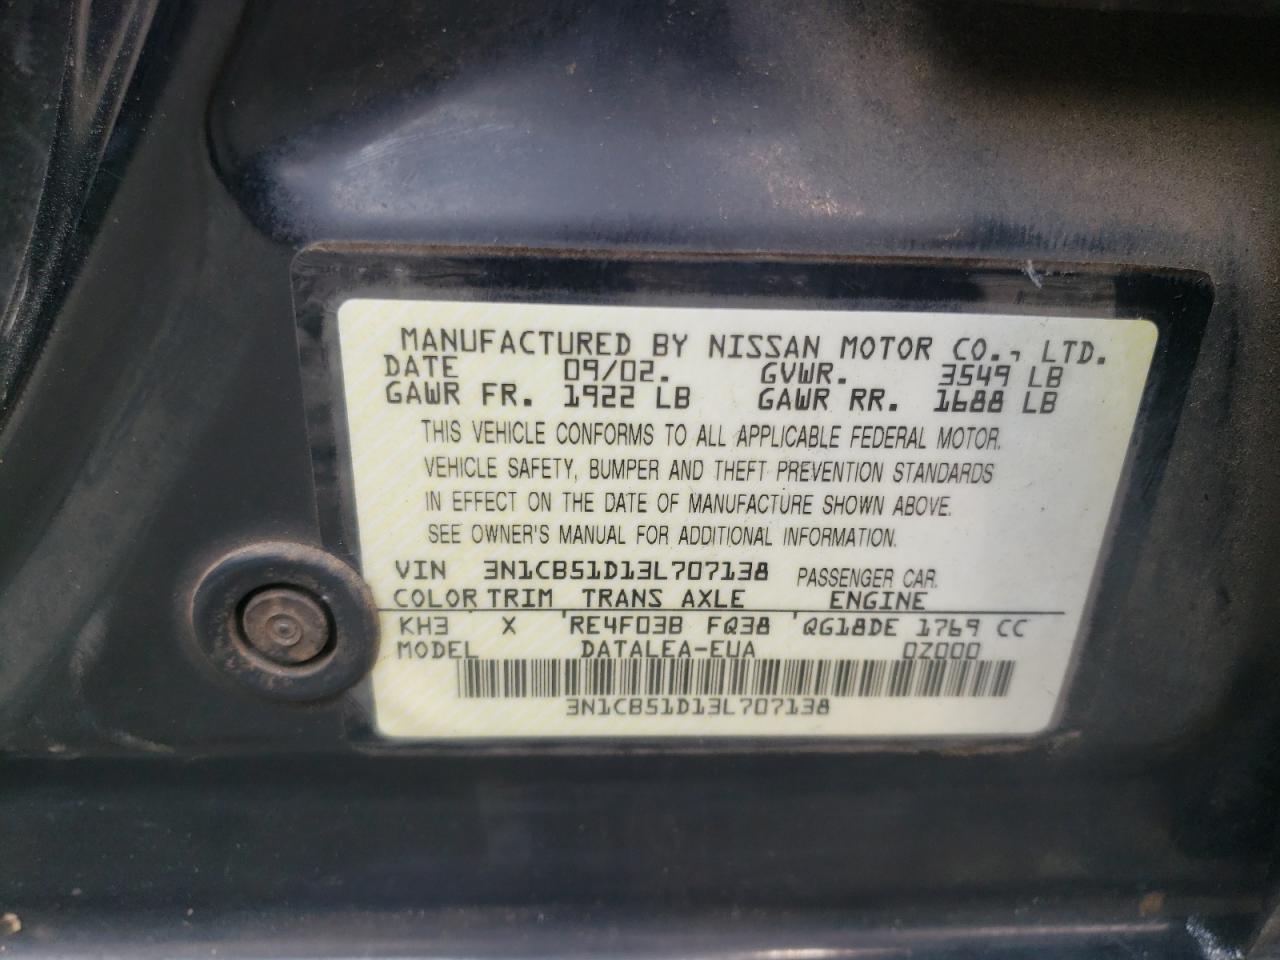 MANUFACTURED BY NISSAN MOTOR CO., LTD.
DATE 09/02. GVWR. 3549 LB
GAWR FR. 1922 LB GAWR RR. 1688 LB
THIS VEHICLE CONFORMS TO ALL APPLICABLE FEDERAL MOTOR.
VEHICLE SAFETY, BUMPER AND THEFT PREVENTION STANDARDS
IN EFFECT ON THE DATE OF MANUFACTURE SHOWN ABOVE.
SEE OWNER'S MANUAL FOR ADDITIONAL INFORMATION.
VIN 3N1CB51D13L707138 PASSENGER CAR.
COLOR TRIM TRANS AXLE ENGINE
KH3 X RE4F03B FQ38 QG18DE 1769 CC
MODEL DATALEA-EUA 0Z000
3N1CB51D13L707138